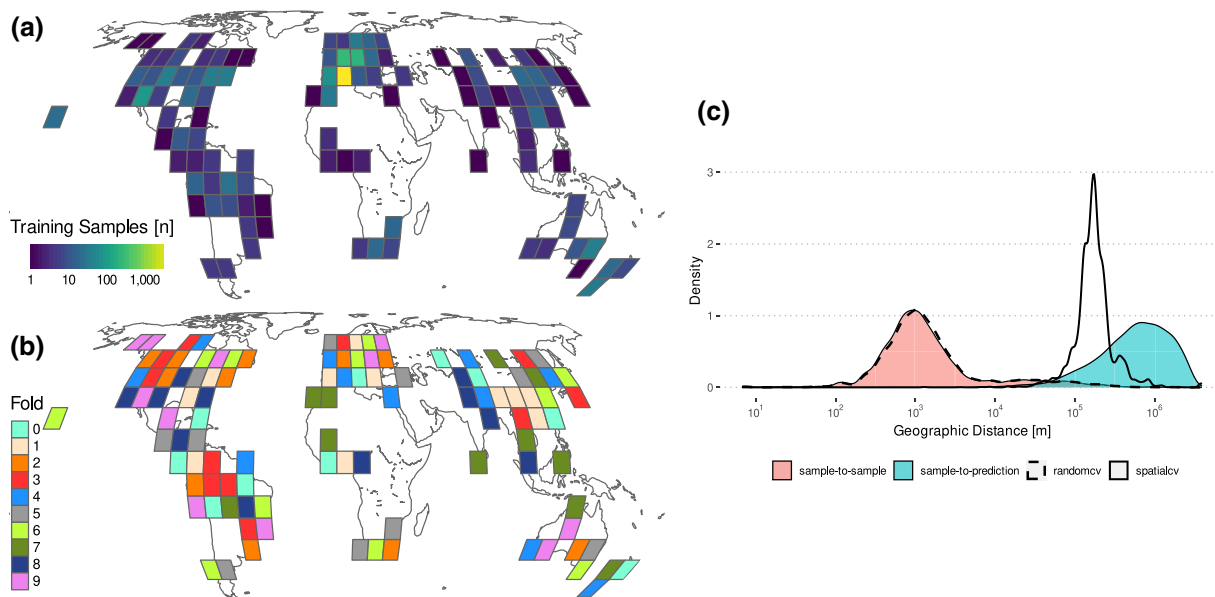 (a)
Training Samples [n]
1 10 100 1,000
(b)
Fold
0
1
2
3
4
5
6
7
8
9
(c)
3
2
1
0
Density
10¹ 10² 10³ 10⁴ 10⁵ 10⁶
Geographic Distance [m]
sample-to-sample sample-to-prediction randomcv spatialcv